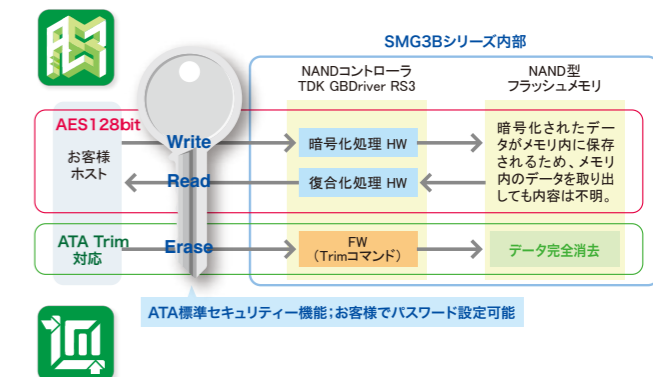 SMG3Bシリーズ内部
NANDコントローラ
TDK GBDriver RS3
NAND型
フラッシュメモリ
AES128bit
お客様
ホスト
Write
Read
暗号化処理 HW
復合化処理 HW
暗号化されたデー
タがメモリ内に保存
されるため、メモリ
内のデータを取り出
しても内容は不明。
ATA Trim
対応
Erase
FW
（Trimコマンド）
データ完全消去
ATA標準セキュリティー機能;お客様でパスワード設定可能